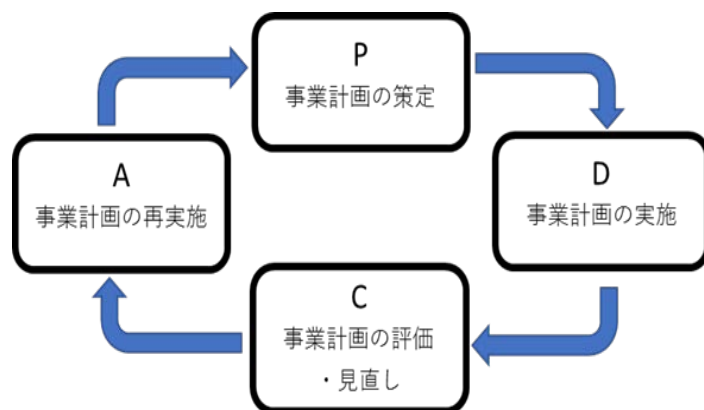 P
事業計画の策定
D
事業計画の実施
C
事業計画の評価
・見直し
A
事業計画の再実施